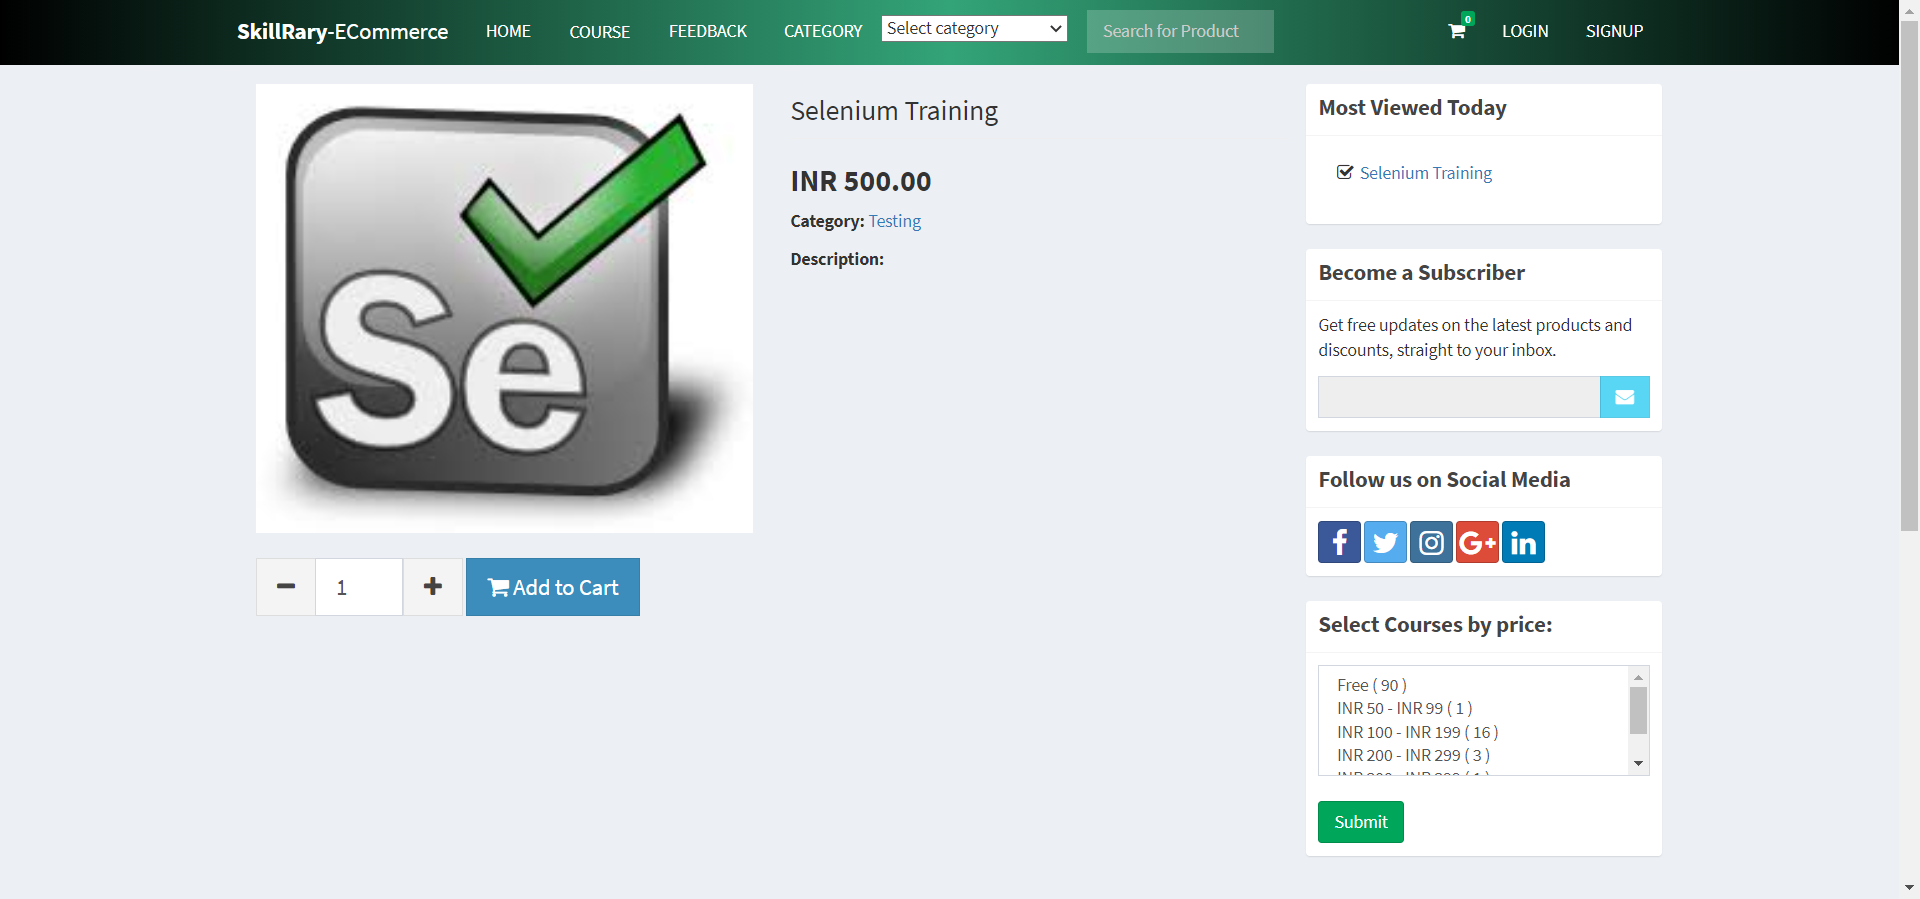 SkillRary-ECommerce HOME COURSE FEEDBACK CATEGORY Select category Search for Product 0 LOGIN SIGNUP
Se
Selenium Training
INR 500.00
Category: Testing
Description:
1
Add to Cart
Most Viewed Today
Selenium Training
Become a Subscriber
Get free updates on the latest products and
discounts, straight to your inbox.
Follow us on Social Media
f G+ in
Select Courses by price:
Free ( 90 )
INR 50 - INR 99 ( 1 )
INR 100 - INR 199 ( 16 )
INR 200 - INR 299 ( 3 )
Submit